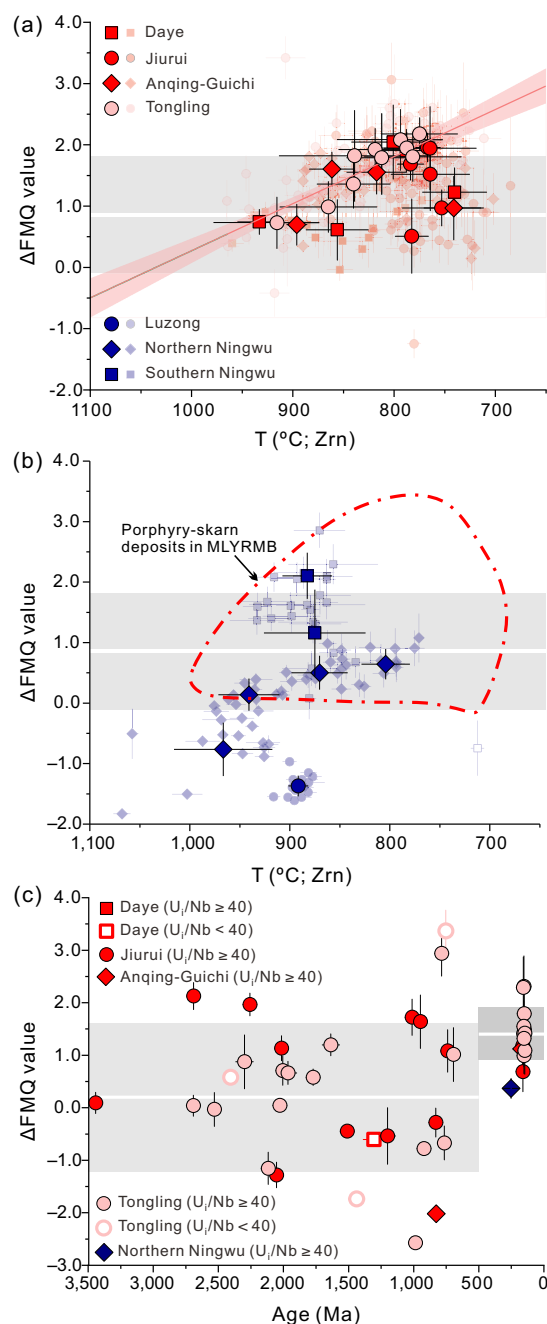 (a)
4.0
3.0
2.0
1.0
0.0
–1.0
–2.0
ΔFMQ value
Daye
Jiurui
Anqing-Guichi
Tongling
Luzong
Northern Ningwu
Southern Ningwu
1100
1000
900
800
700
T (ºC; Zrn)
(b)
4.0
3.0
2.0
1.0
0.0
–1.0
–2.0
ΔFMQ value
Porphyry-skarn
deposits in MLYRMB
1,100
1,000
900
800
700
T (ºC; Zrn)
(c)
4.0
3.0
2.0
1.0
0.0
–1.0
–2.0
–3.0
ΔFMQ value
Daye (Ui/Nb ≥ 40)
Daye (Ui/Nb < 40)
Jiurui (Ui/Nb ≥ 40)
Anqing-Guichi (Ui/Nb ≥ 40)
Tongling (Ui/Nb ≥ 40)
Tongling (Ui/Nb < 40)
Northern Ningwu (Ui/Nb ≥ 40)
3,500
3,000
2,500
2,000
1,500
1,000
500
0
Age (Ma)